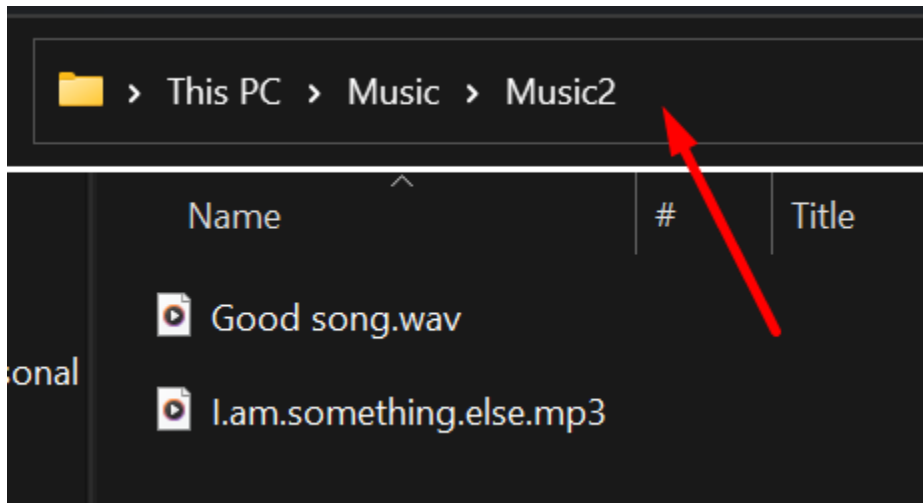 This PC > Music > Music2
Name # Title
Good song.wav
sonal
I.am.something.else.mp3